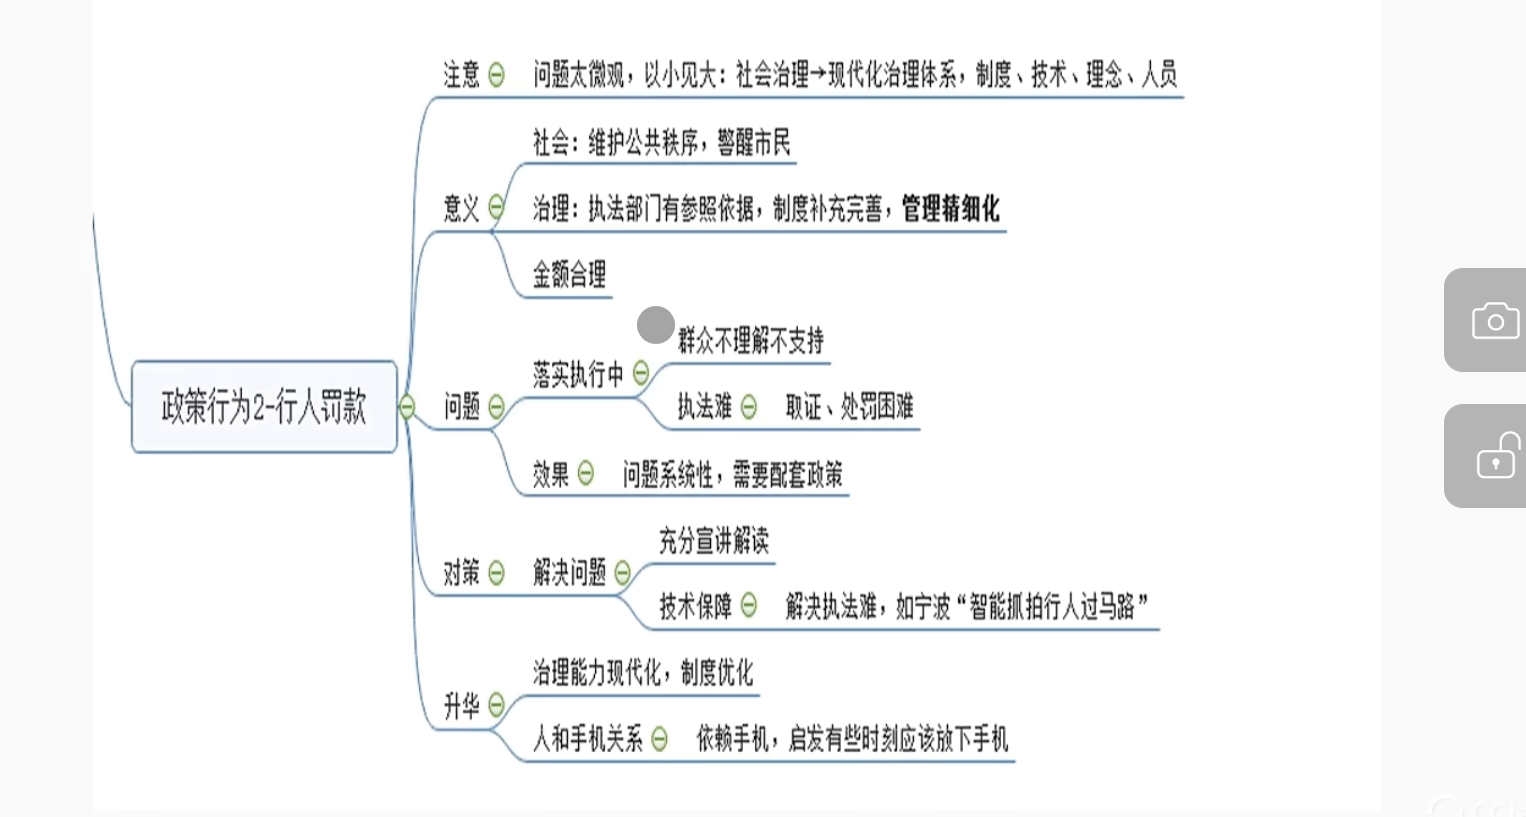 注意 问题太微观，以小见大：社会治理→现代化治理体系，制度、技术、理念、人员
社会：维护公共秩序，警醒市民
意义 治理：执法部门有参照依据，制度补充完善，管理精细化
金额合理
群众不理解不支持
落实执行中
政策行为2-行人罚款
问题
执法难 取证、处罚困难
效果 问题系统性，需要配套政策
充分宣讲解读
对策 解决问题
技术保障 解决执法难，如宁波“智能抓拍行人过马路”
治理能力现代化，制度优化
升华
人和手机关系 依赖手机，启发有些时刻应该放下手机